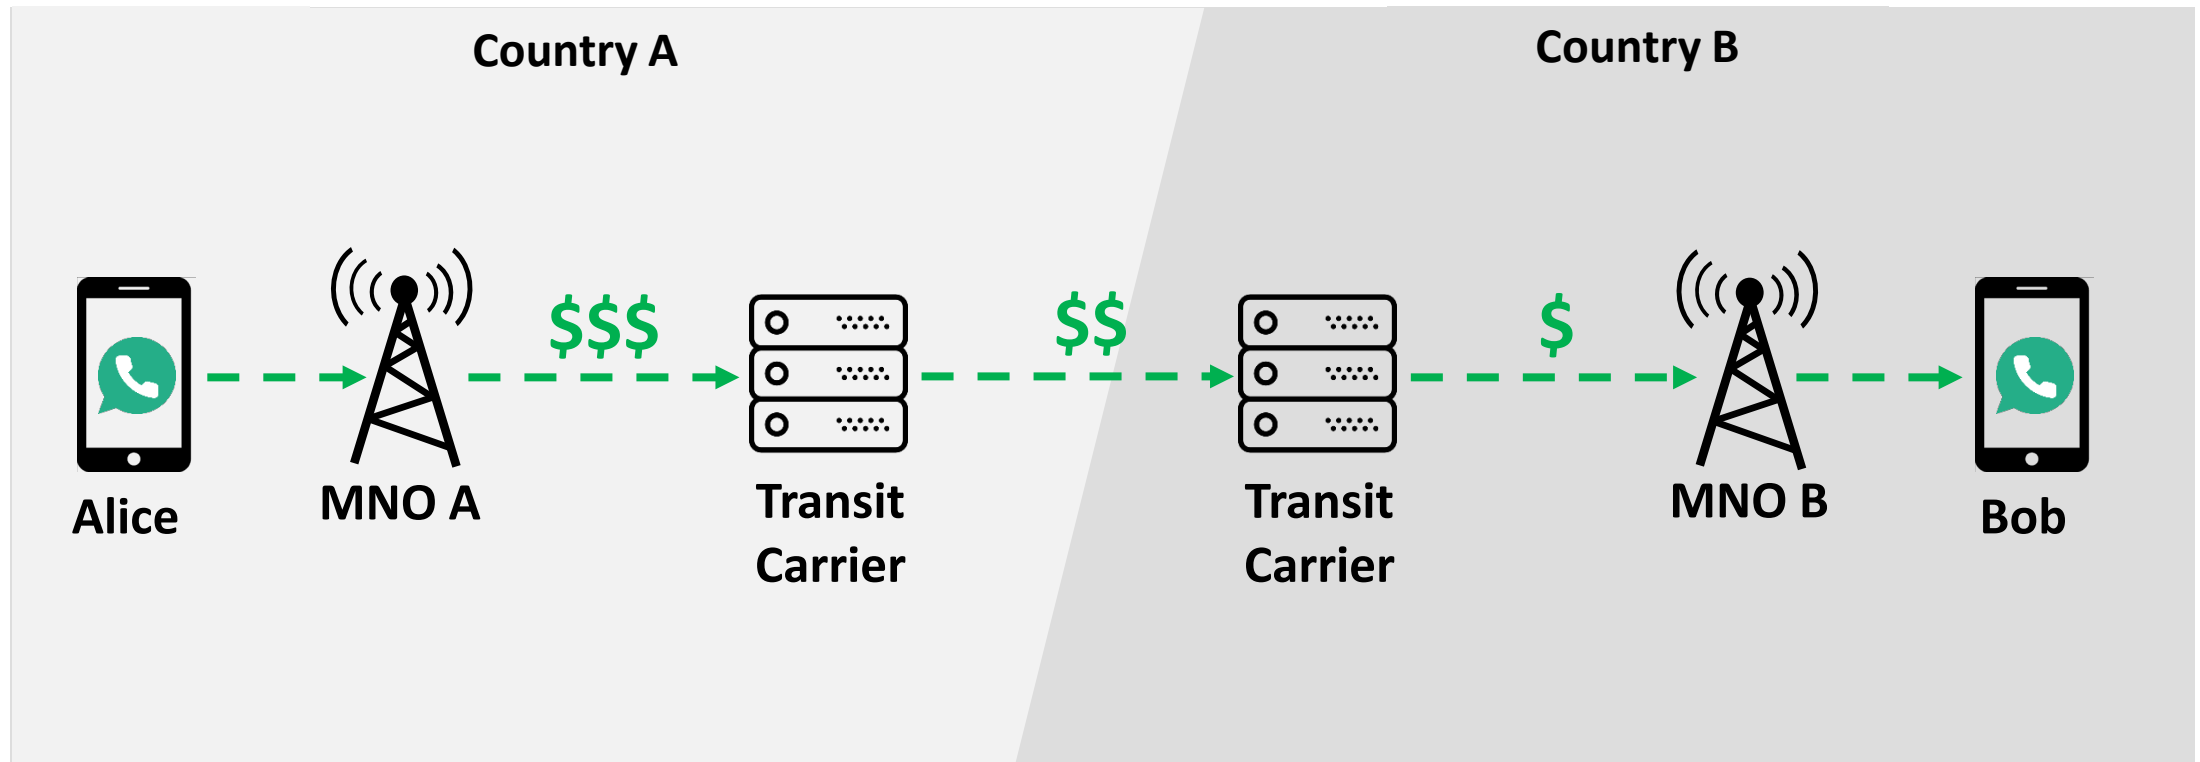 Country A
Country B
$$$
$$
$
Alice
MNO A
Transit
Carrier
Transit
Carrier
MNO B
Bob